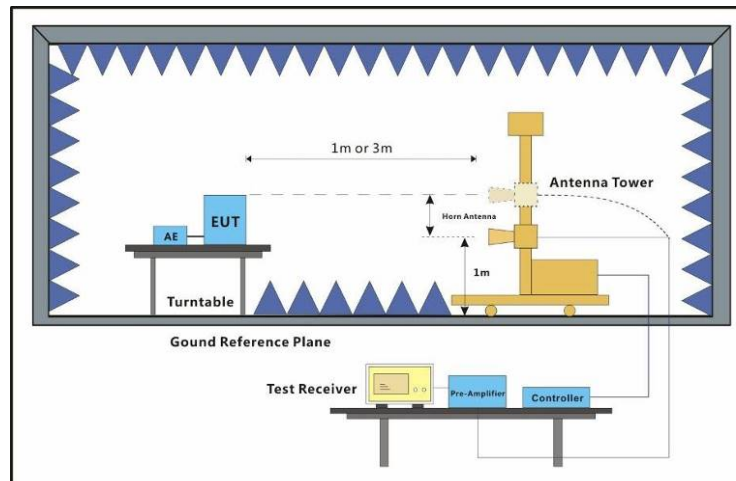 1m or 3m
Antenna Tower
Horn Antenna
EUT
AE
1m
Turntable
Gound Reference Plane
Test Receiver
Pre-Amplifier
Controller